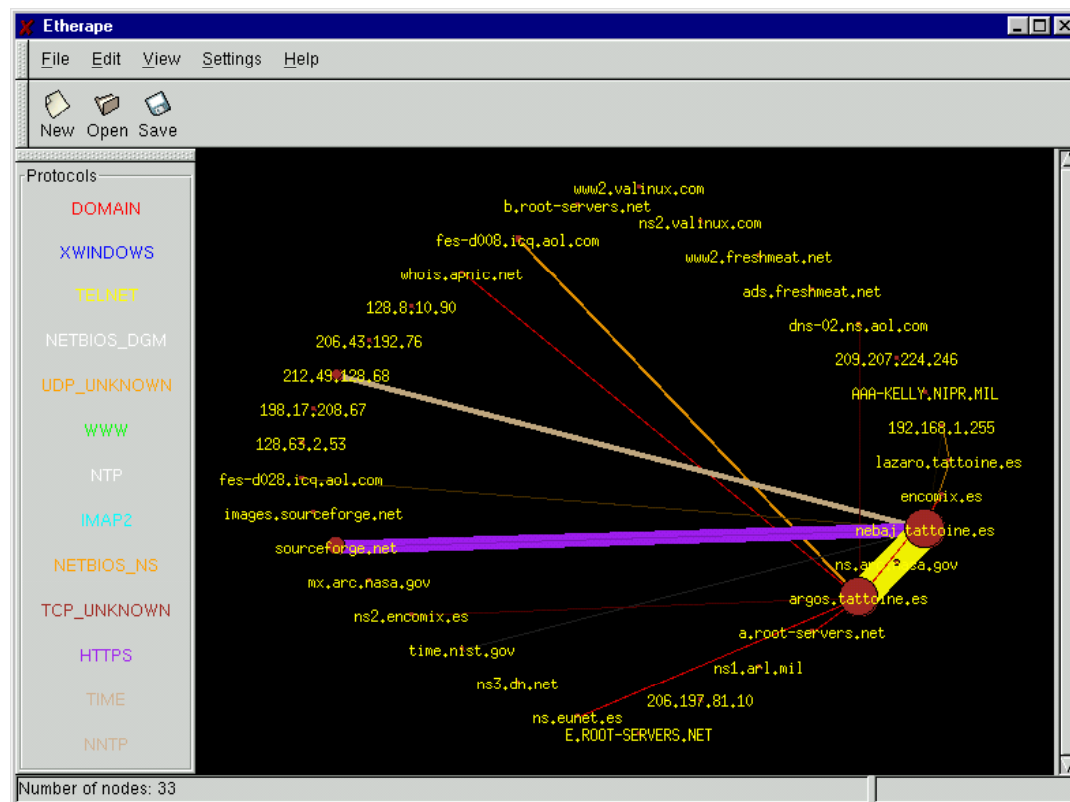 Etherape
File Edit View Settings Help
New Open Save
Protocols
DOMAIN
XWINDOWS
TELNET
NETBIOS_DGM
UDP_UNKNOWN
WWW
NTP
IMAP2
NETBIOS_NS
TCP_UNKNOWN
HTTPS
TIME
NNTP
www2.valinux.com
b.root-servers.net
ns2.valinux.com
fes-d008.icq.aol.com
www2.freshmeat.net
whois.apnic.net
ads.freshmeat.net
128.8.10.90
dns-02.ns.aol.com
206.43.192.76
209.207.224.246
212.49.128.68
AAA-KELLY.NIPR.MIL
198.17.208.67
192.168.1.255
128.63.2.53
lazaro.tattoine.es
fes-d028.icq.aol.com
encomix.es
images.sourceforge.net
nebaj.tattoine.es
sourceforge.net
ns.arc.nasa.gov
mx.arc.nasa.gov
argos.tattoine.es
ns2.encomix.es
a.root-servers.net
time.nist.gov
ns1.arl.mil
ns3.dn.net
206.197.81.10
ns.eunet.es
E.ROOT-SERVERS.NET
Number of nodes: 33